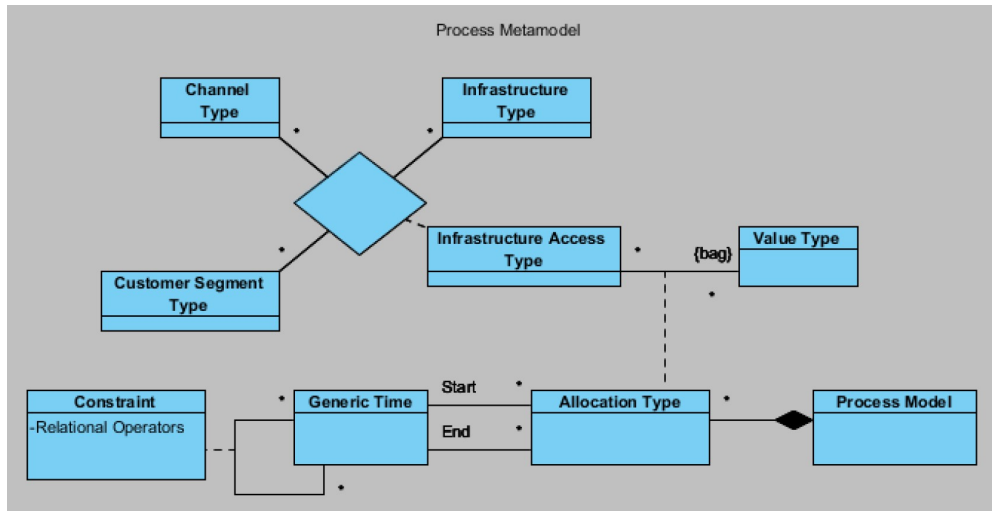 Process Metamodel
Channel
Type
Infrastructure
Type
*
*
*
Infrastructure Access
Type
*
{bag}
*
Value Type
Customer Segment
Type
Constraint
-Relational Operators
*
*
Generic Time
Start
*
End
*
Allocation Type
*
Process Model